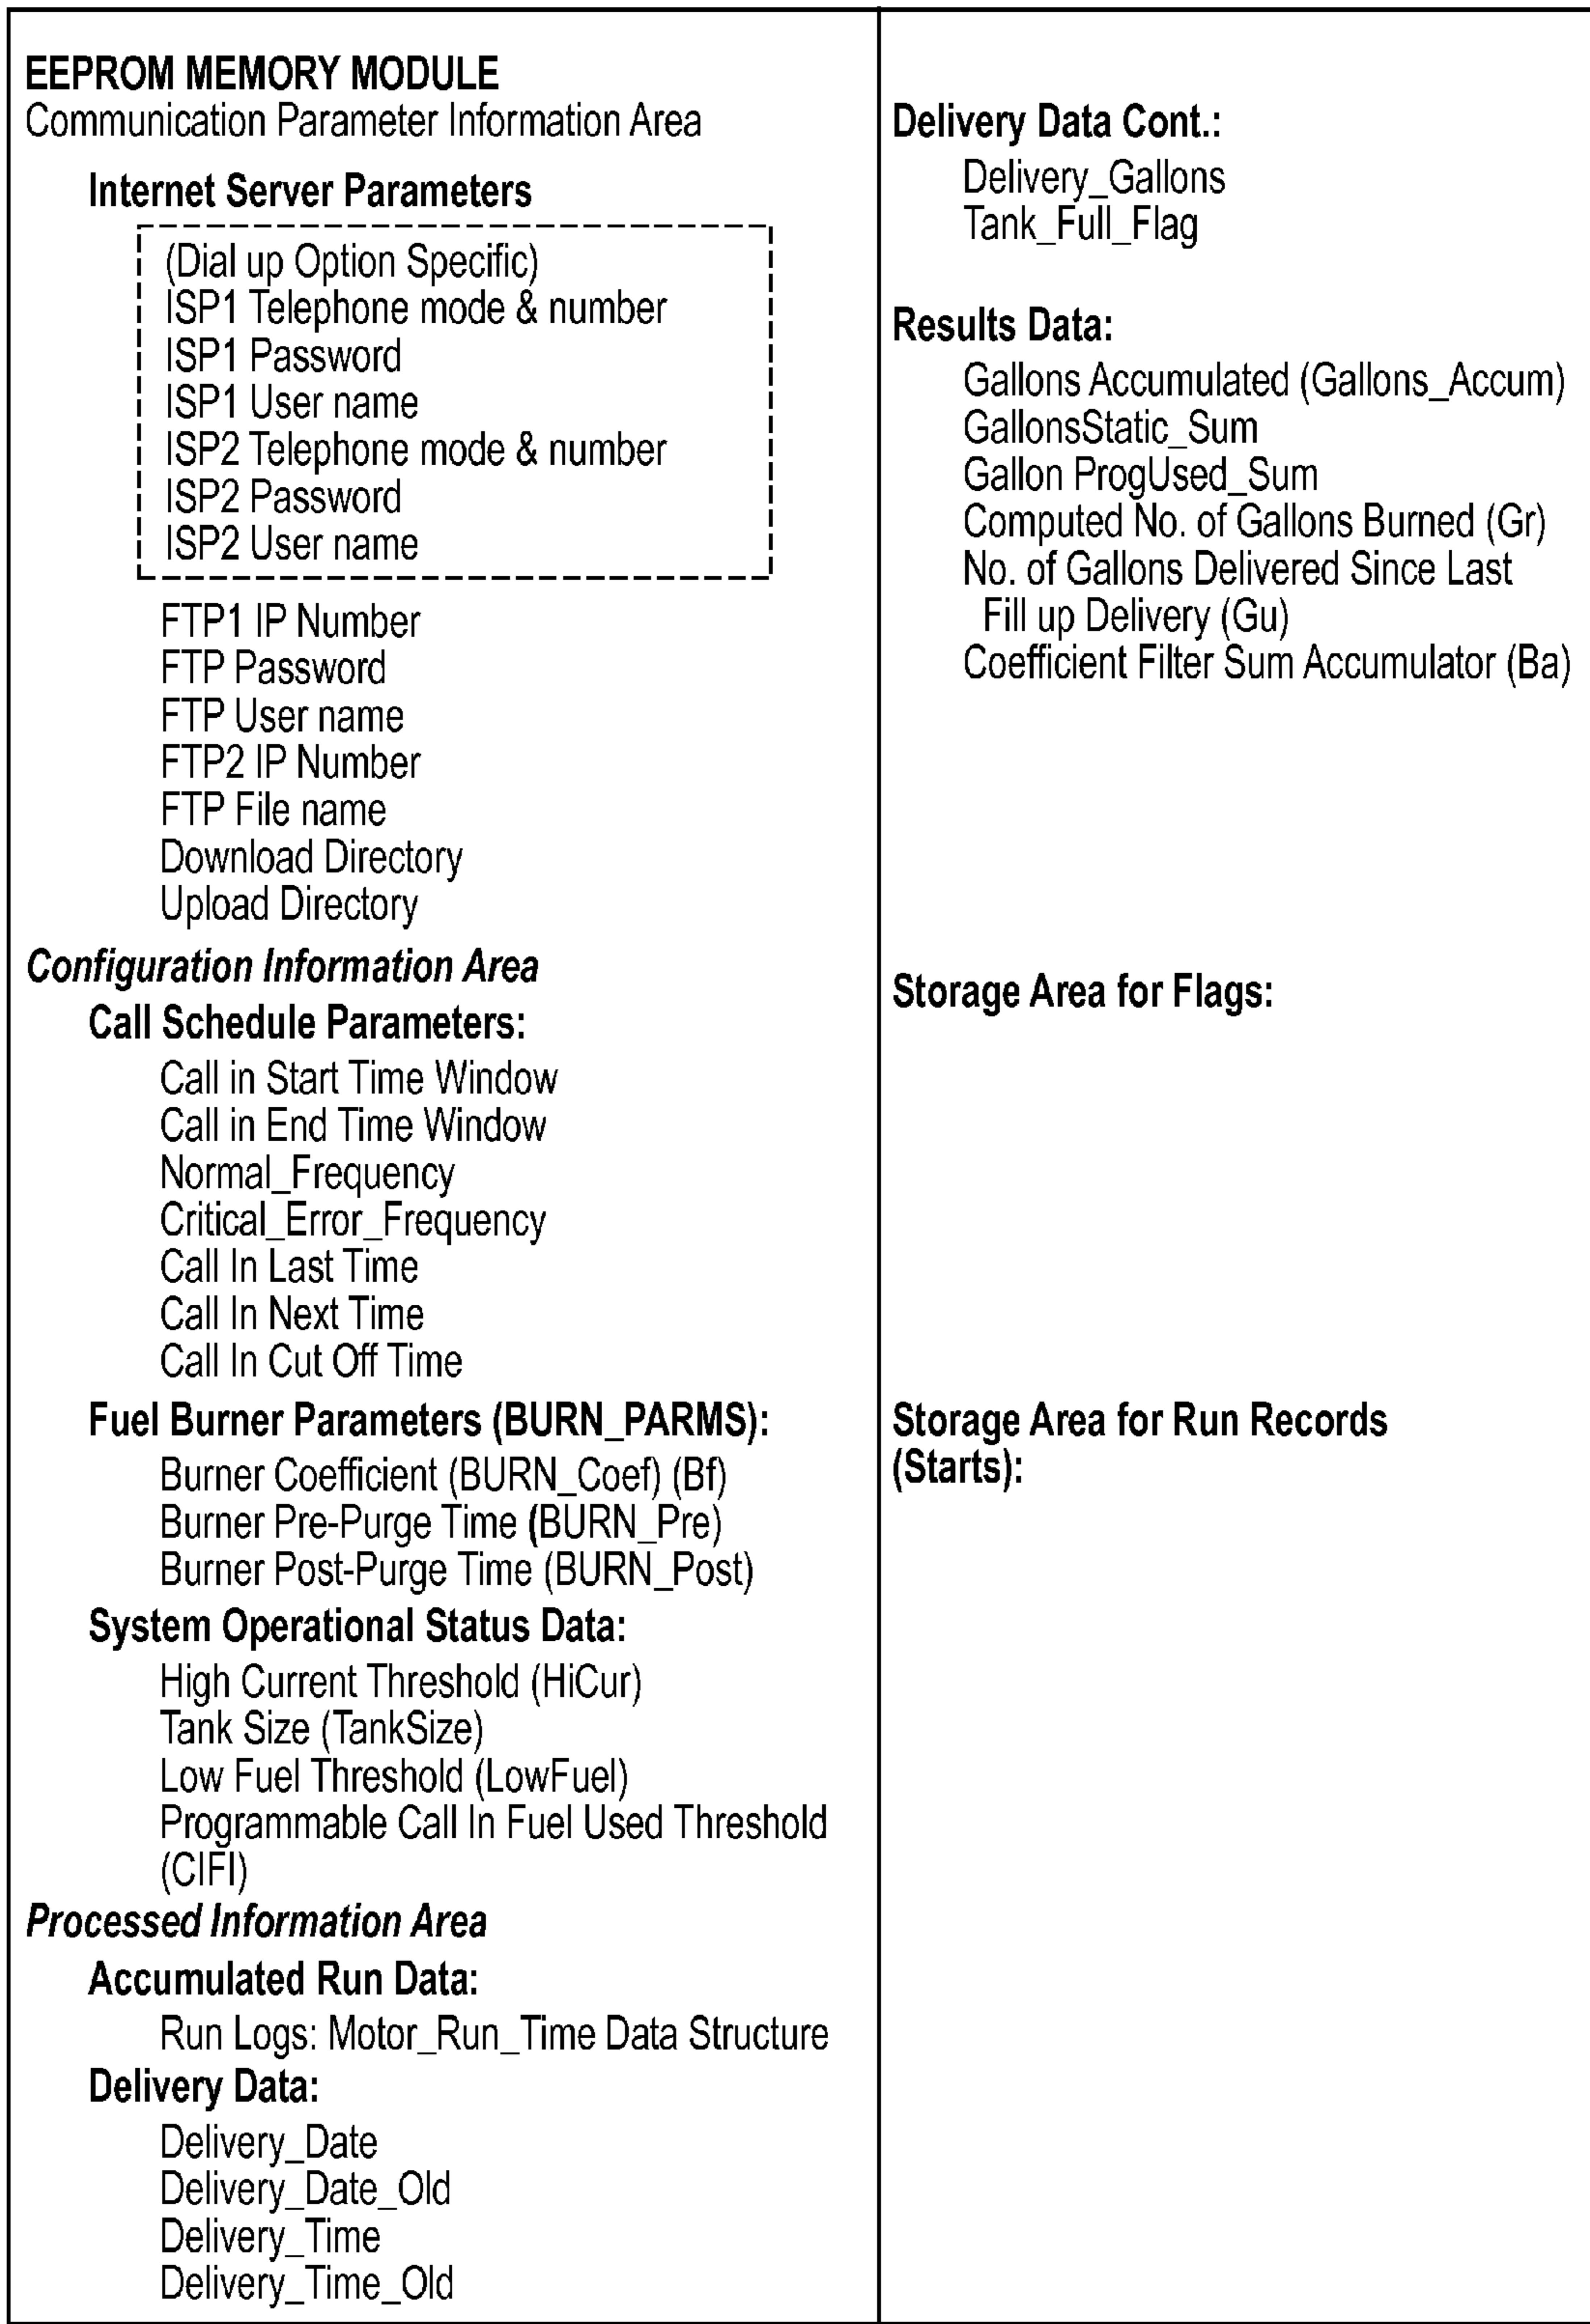 EEPROM MEMORY MODULE
Communication Parameter Information Area
Internet Server Parameters
(Dial up Option Specific)
ISP1 Telephone mode & number
ISP1 Password
ISP1 User name
ISP2 Telephone mode & number
ISP2 Password
ISP2 User name
FTP1 IP Number
FTP Password
FTP User name
FTP2 IP Number
FTP File name
Download Directory
Upload Directory
Configuration Information Area
Call Schedule Parameters:
Call in Start Time Window
Call in End Time Window
Normal_Frequency
Critical_Error_Frequency
Call In Last Time
Call In Next Time
Call In Cut Off Time
Fuel Burner Parameters (BURN_PARMS):
Burner Coefficient (BURN_Coef) (Bf)
Burner Pre-Purge Time (BURN_Pre)
Burner Post-Purge Time (BURN_Post)
System Operational Status Data:
High Current Threshold (HiCur)
Tank Size (TankSize)
Low Fuel Threshold (LowFuel)
Programmable Call In Fuel Used Threshold
(CIFI)
Processed Information Area
Accumulated Run Data:
Run Logs: Motor_Run_Time Data Structure
Delivery Data:
Delivery_Date
Delivery_Date_Old
Delivery_Time
Delivery_Time_Old
Delivery Data Cont.:
Delivery_Gallons
Tank_Full_Flag
Results Data:
Gallons Accumulated (Gallons_Accum)
GallonsStatic_Sum
Gallon ProgUsed_Sum
Computed No. of Gallons Burned (Gr)
No. of Gallons Delivered Since Last
Fill up Delivery (Gu)
Coefficient Filter Sum Accumulator (Ba)
Storage Area for Flags:
Storage Area for Run Records
(Starts):